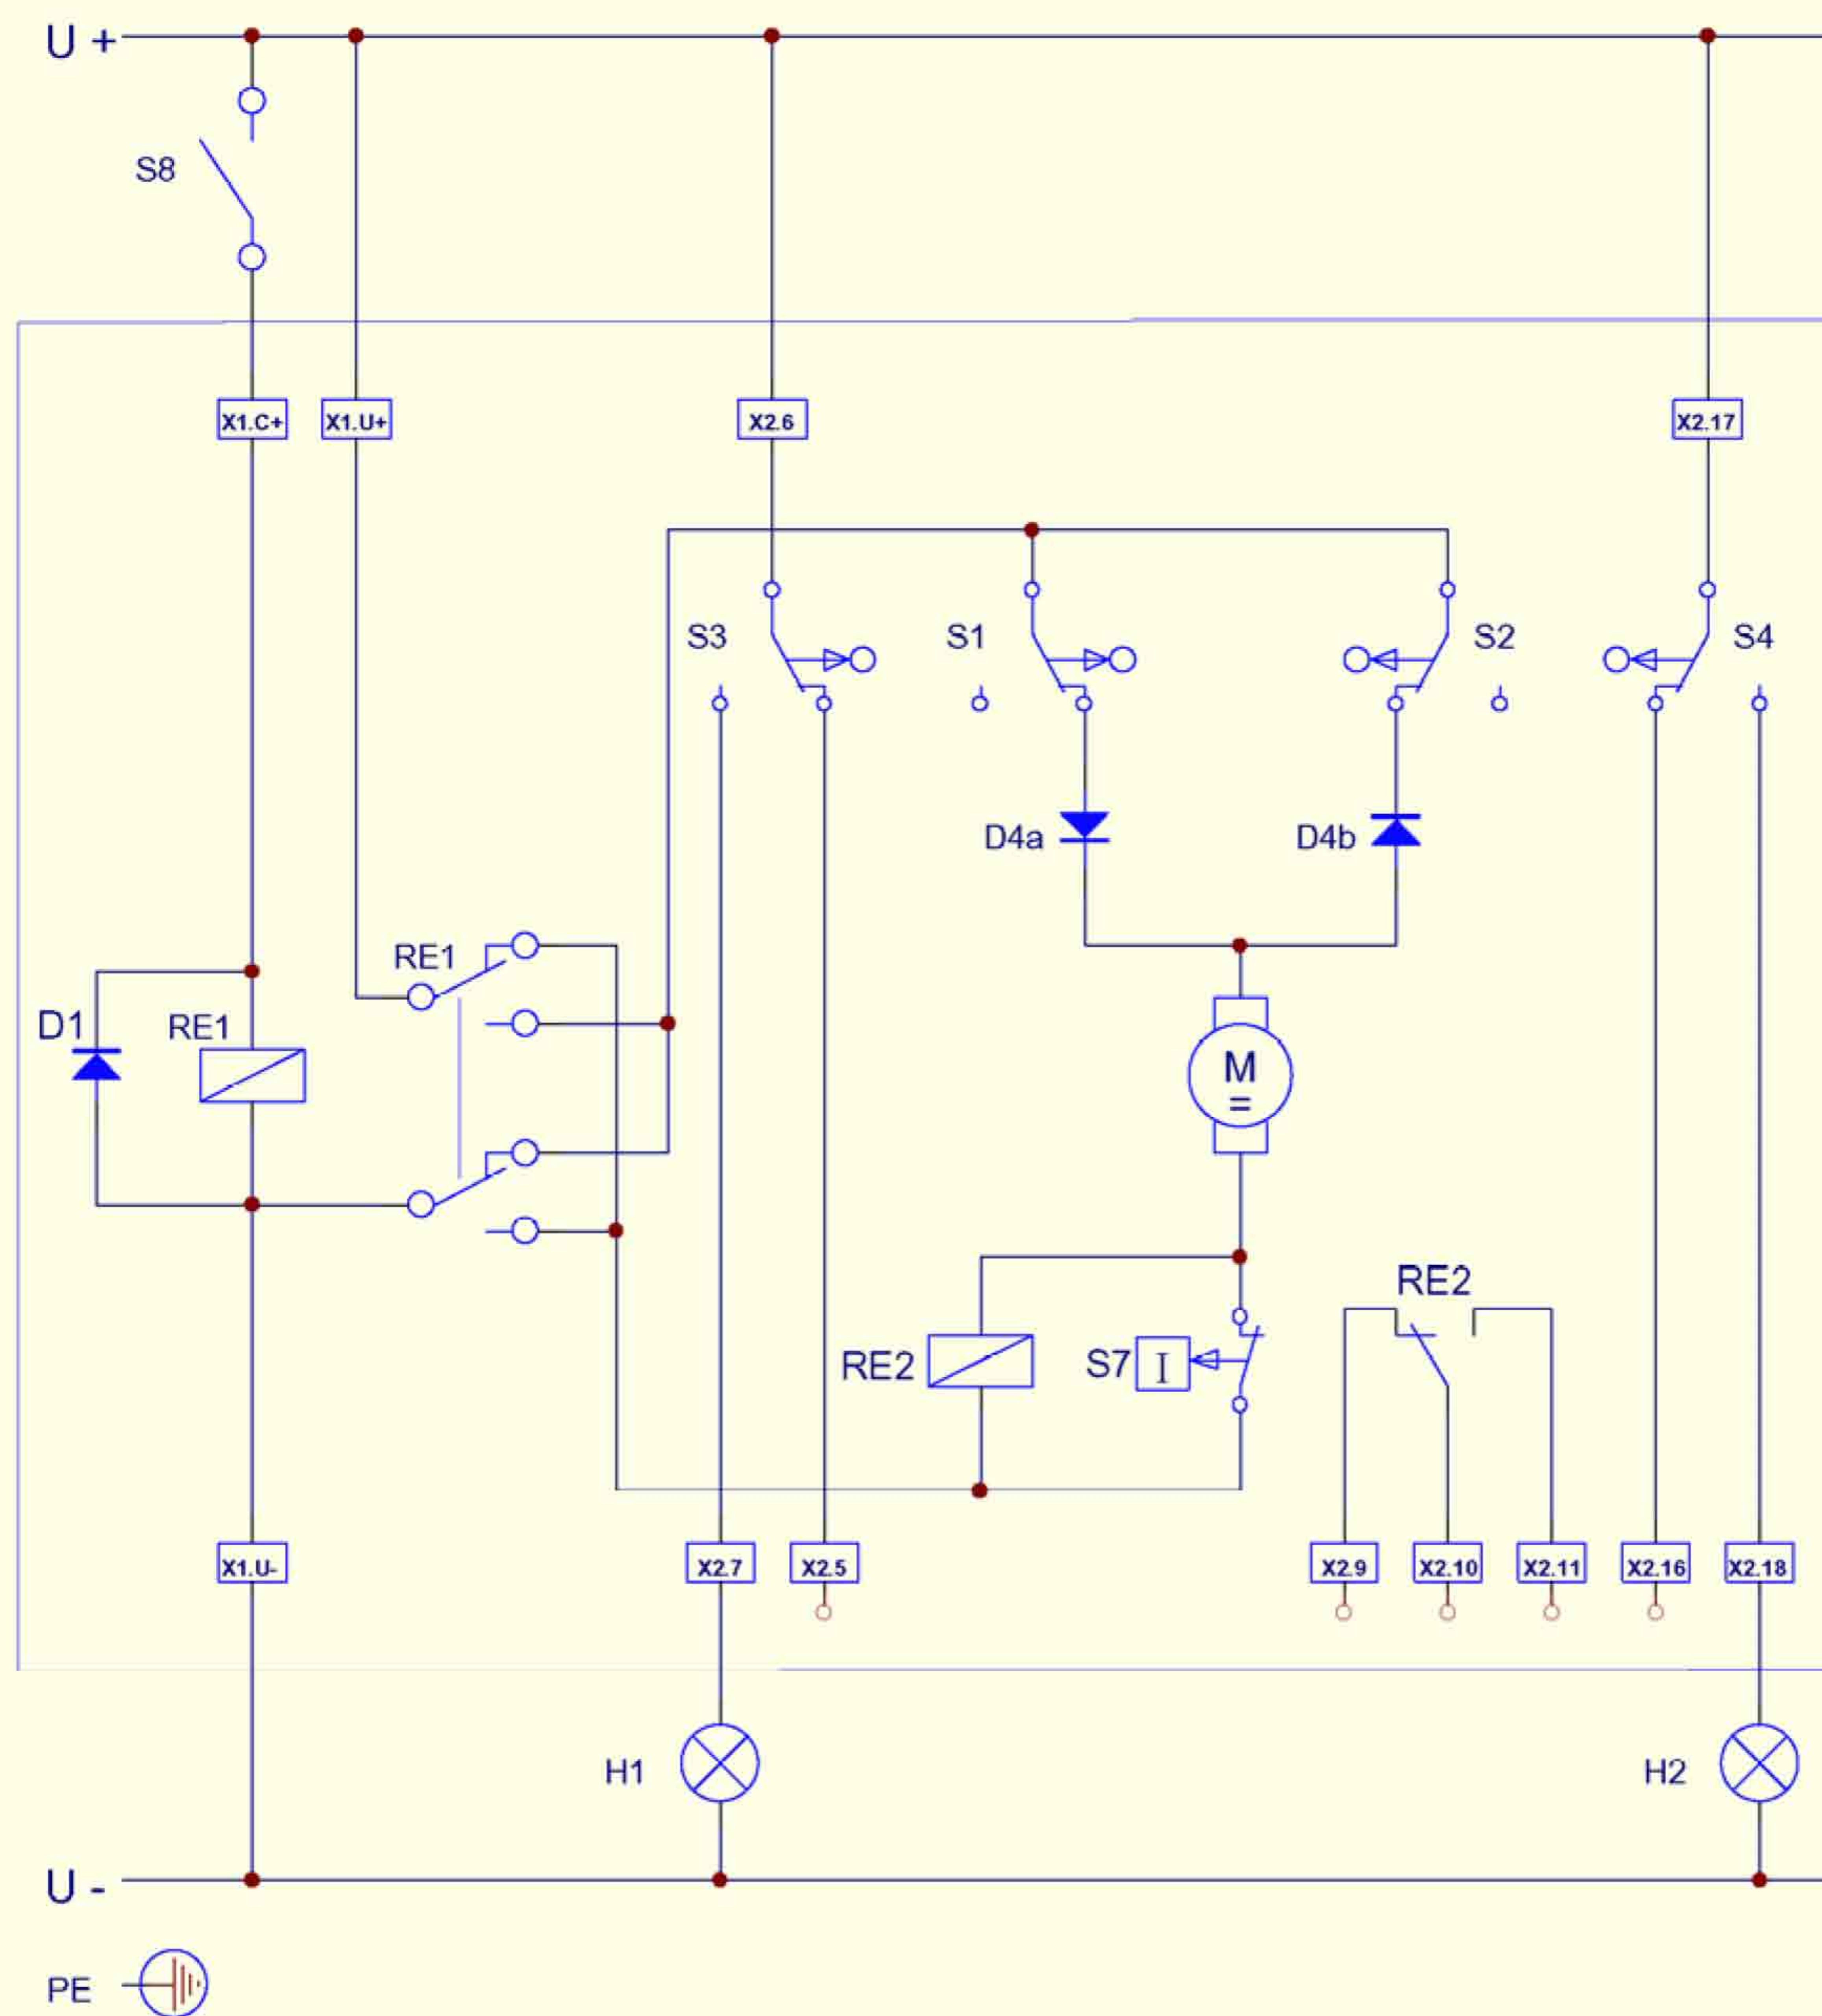 U +
S8
X1.C+ X1.U+ X2.6 X2.17
S3 S1 S2 S4
D4a D4b
RE1
D1 RE1
M
=
RE2
RE2 S7 I
X1.U- X2.7 X2.5 X2.9 X2.10 X2.11 X2.16 X2.18
H1 H2
U -
PE